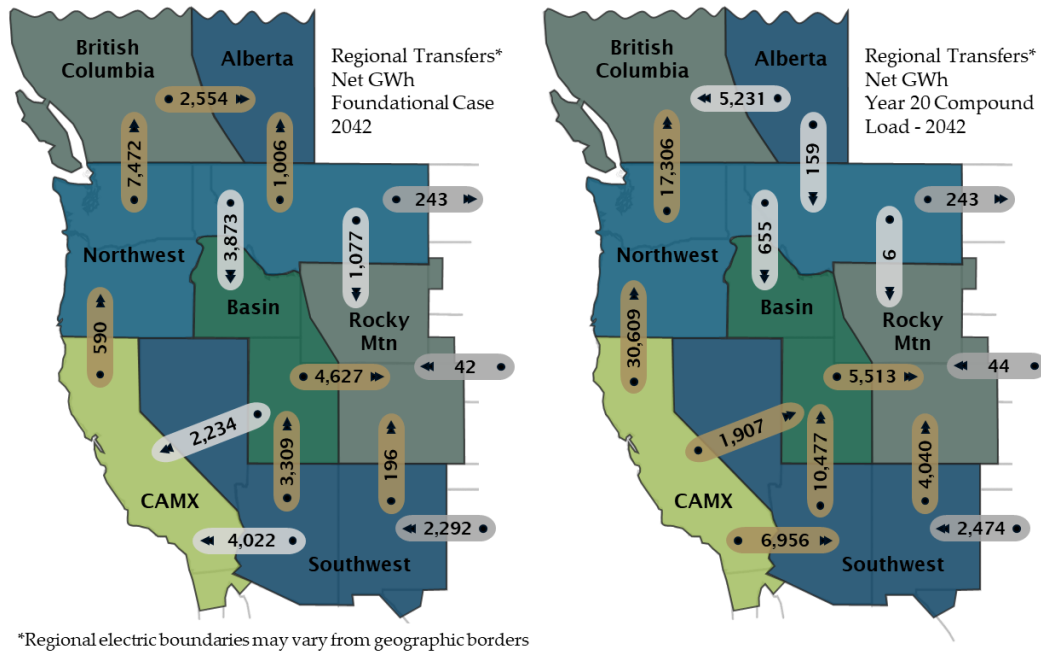 British
Columbia
Alberta
Regional Transfers*
Net GWh
Foundational Case
2042
2,554
7,472
1,006
243
3,873
1,077
Northwest
Basin
Rocky
Mtn
590
42
4,627
2,234
3,309
196
CAMX
4,022
2,292
Southwest
British
Columbia
Alberta
Regional Transfers*
Net GWh
Year 20 Compound
Load - 2042
5,231
17,306
159
243
655
6
Northwest
Basin
Rocky
Mtn
30,609
44
5,513
1,907
10,477
4,040
CAMX
6,956
2,474
Southwest
*Regional electric boundaries may vary from geographic borders